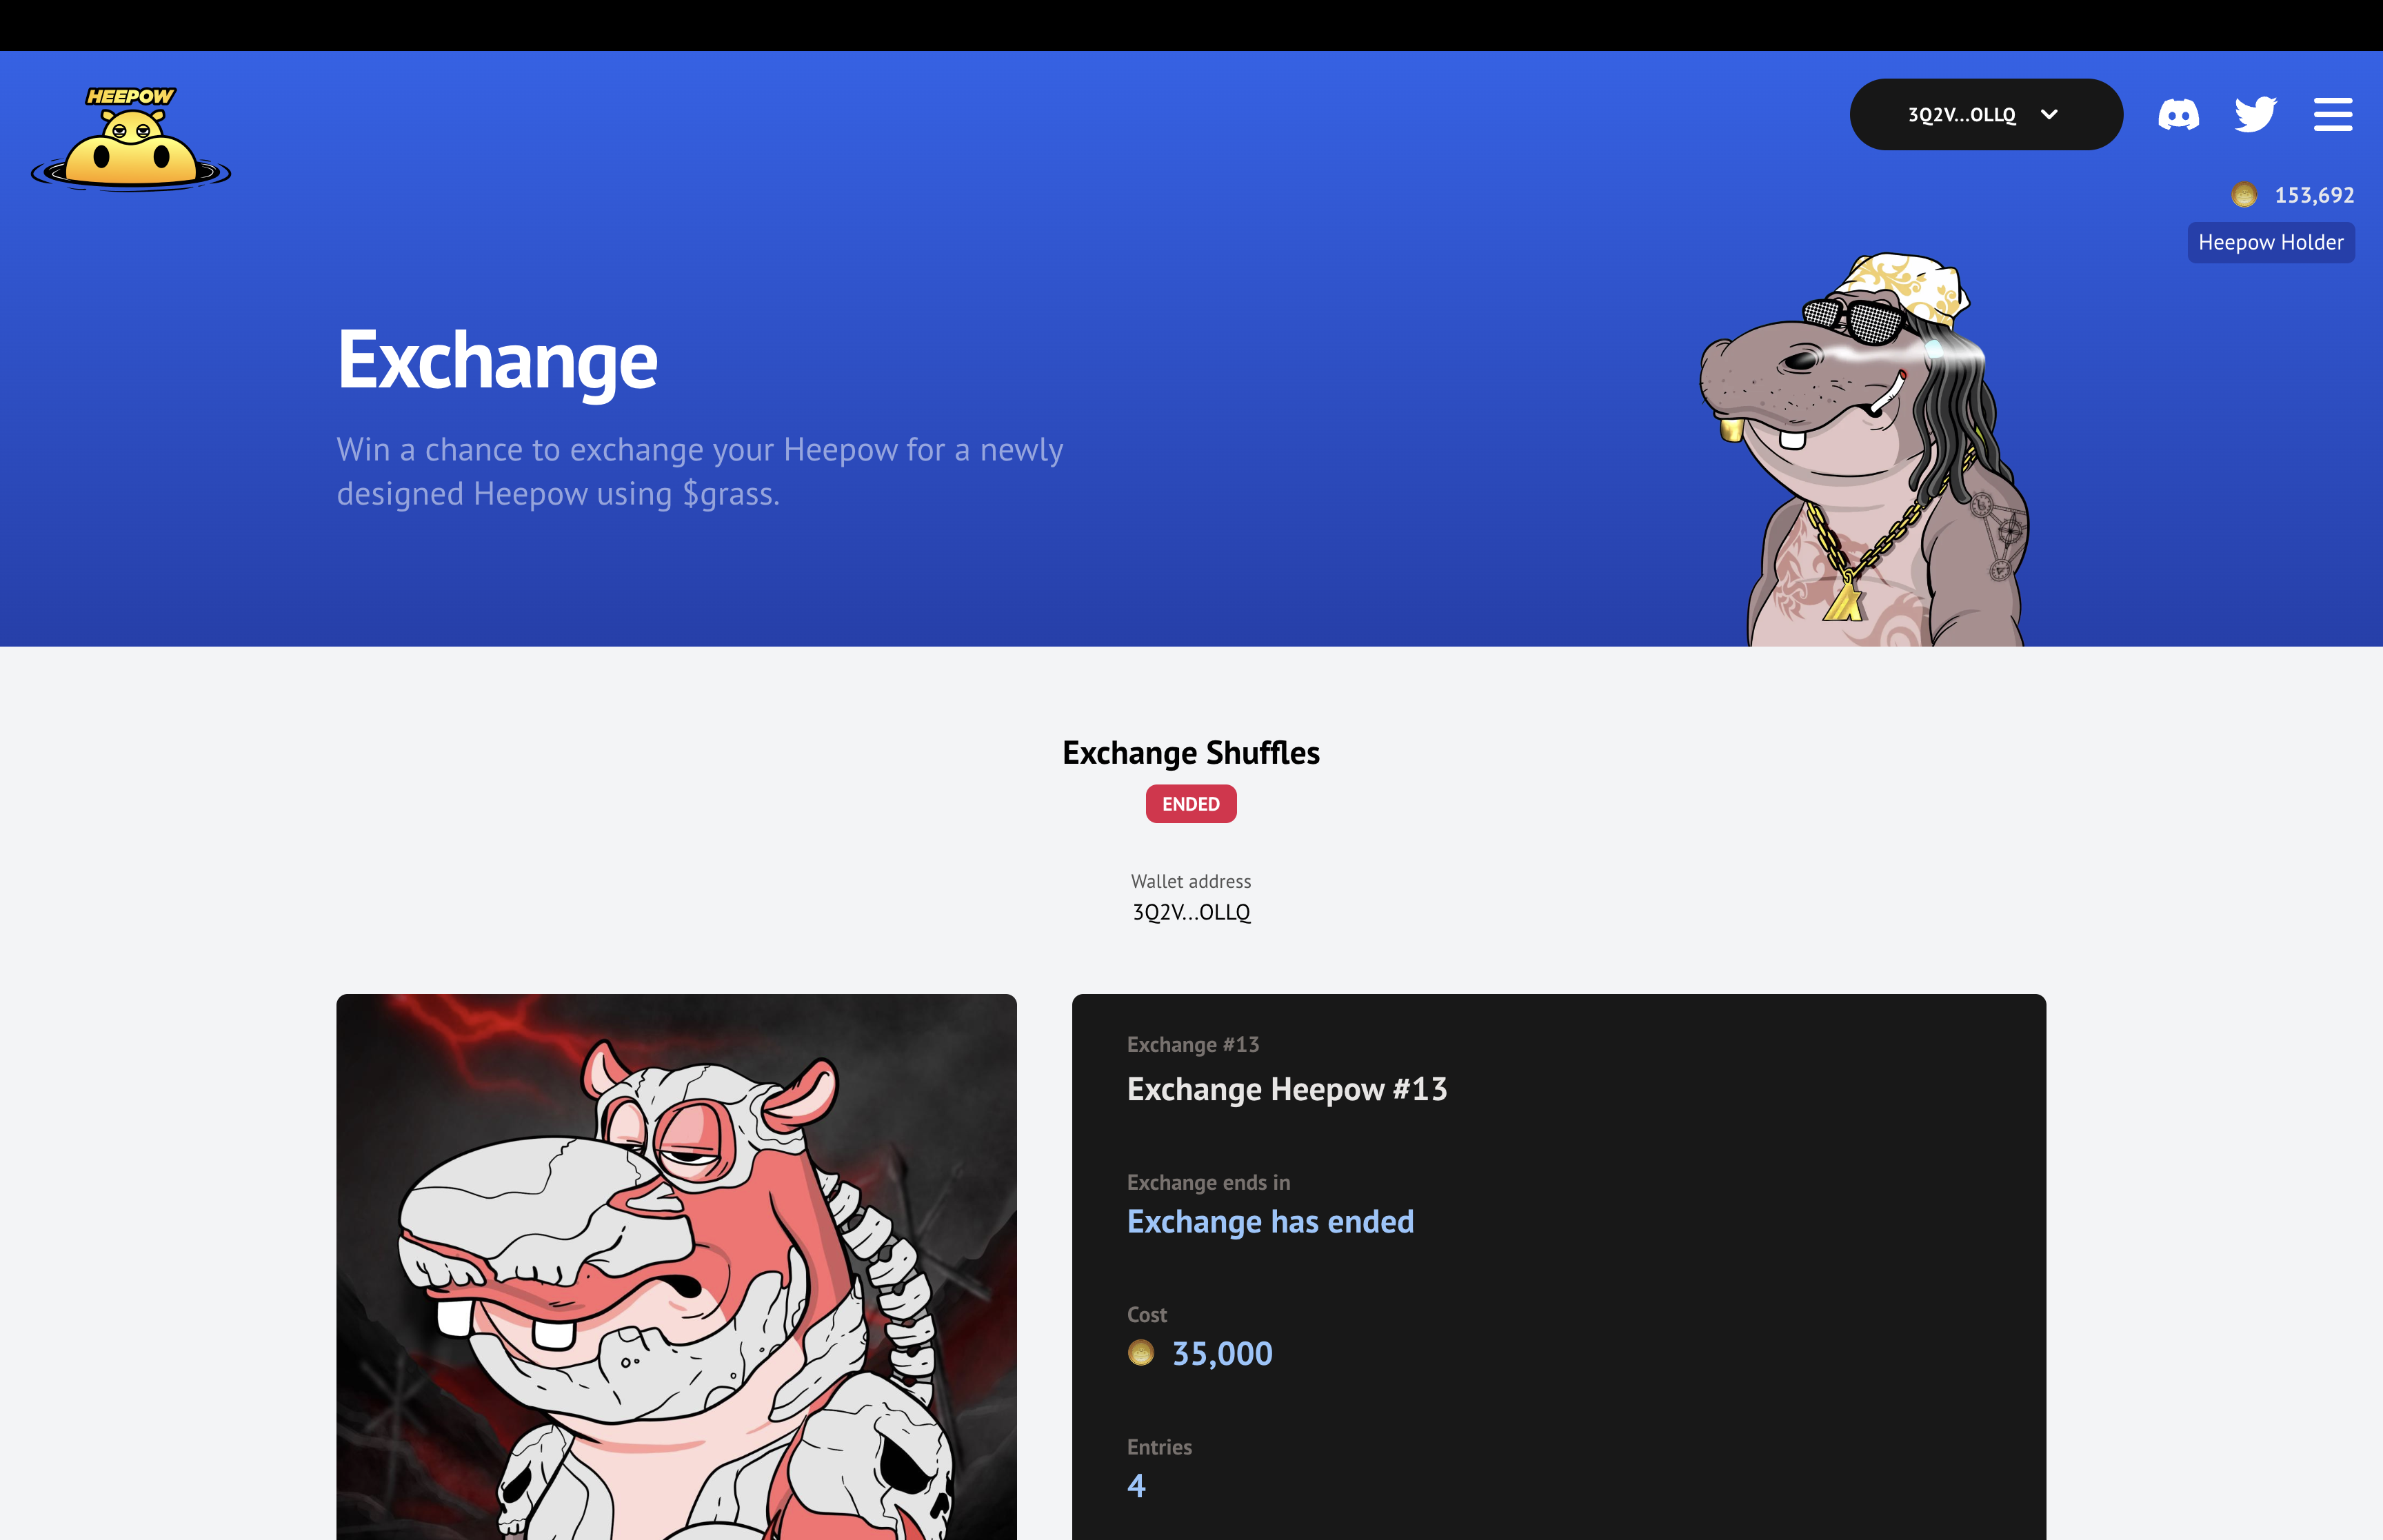 HEEPOW
3Q2V...OLLQ
153,692
Heepow Holder
Exchange
Win a chance to exchange your Heepow for a newly
designed Heepow using $grass.
Exchange Shuffles
ENDED
Wallet address
3Q2V...OLLQ
Exchange #13
Exchange Heepow #13
Exchange ends in
Exchange has ended
Cost
35,000
Entries
4